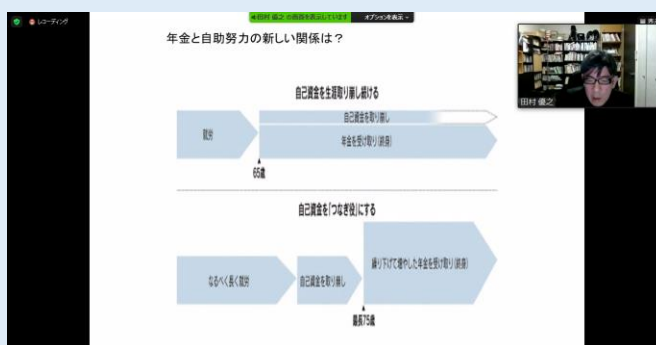 レコーディング
田村 優之 の画面を表示しています
オプションを表示
年金と自助努力の新しい関係は？
田村 優之
自己資金を生涯取り崩し続ける
就労
自己資金を取り崩し
年金を受け取り(終身)
65歳
自己資金を「つなぎ役」にする
なるべく長く就労
自己資金を取り崩し
繰り下げて増やした年金を受け取り(終身)
最長75歳